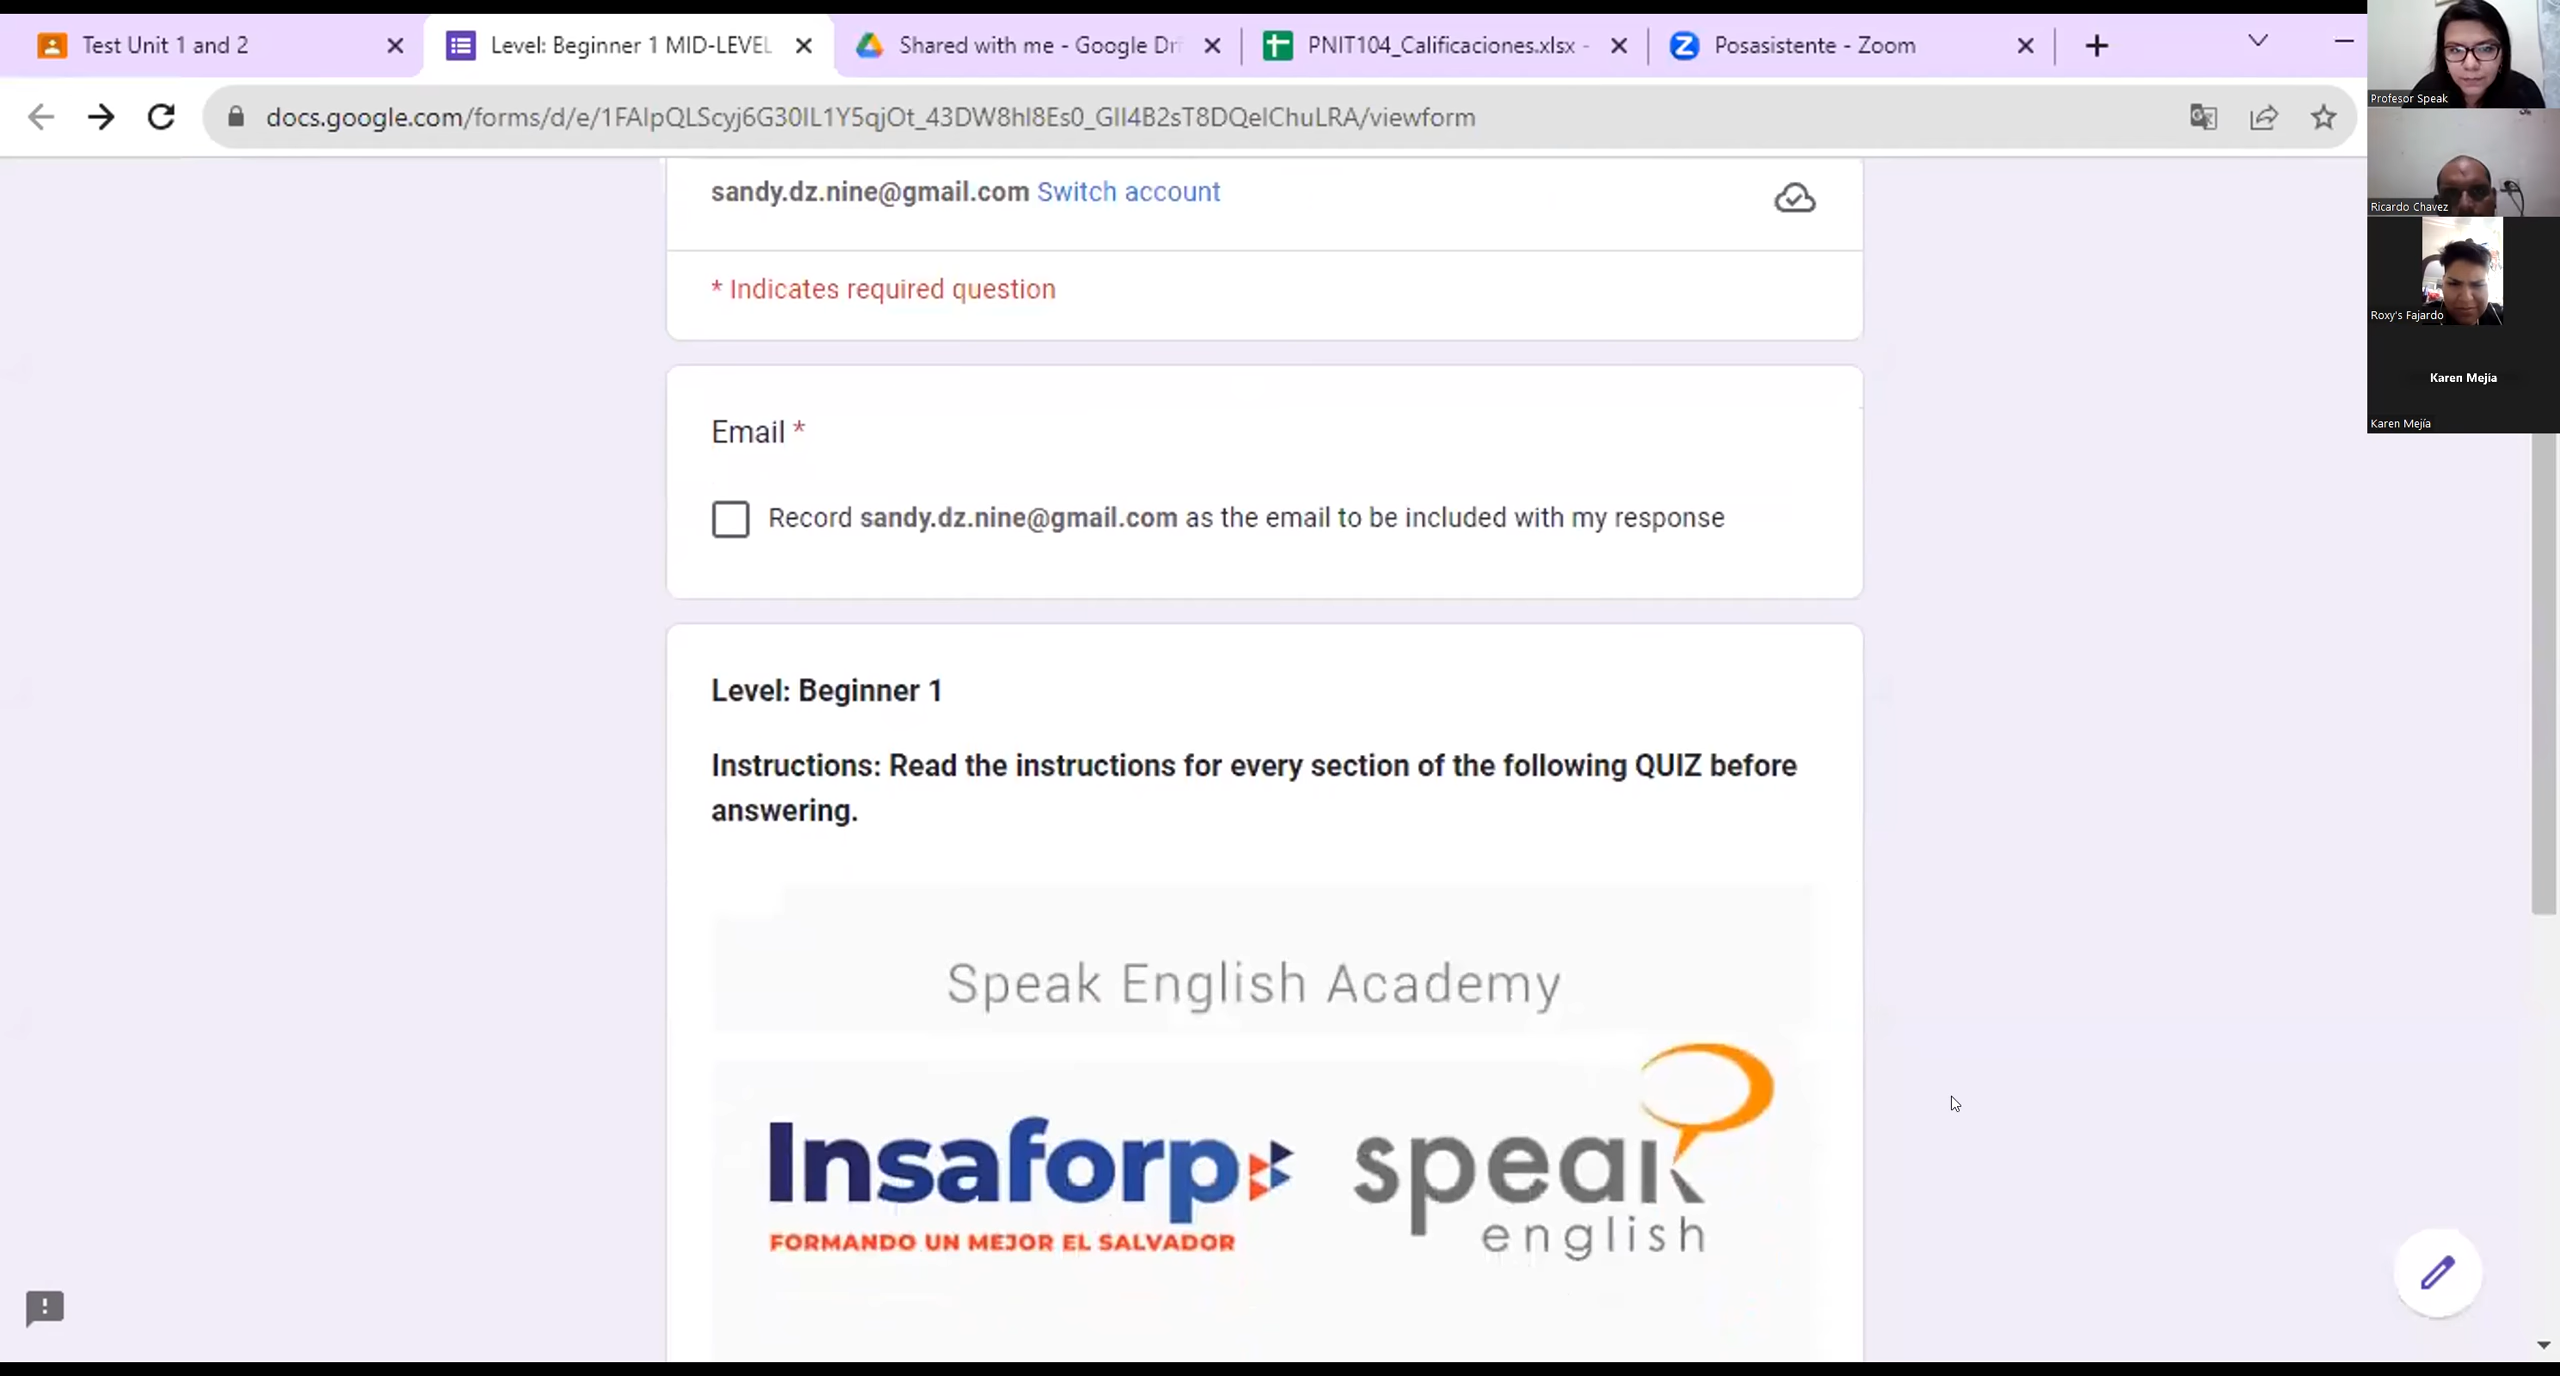 Test Unit 1 and 2
Level: Beginner 1 MID-LEVEL
Shared with me - Google Dri
PNIT104_Calificaciones.xlsx -
Posasistente - Zoom
docs.google.com/forms/d/e/1FAIpQLScyj6G30IL1Y5qjOt_43DW8hI8Es0_GII4B2sT8DQeIChuLRA/viewform
Profesor Speak
Ricardo Chavez
Roxy's Fajardo
Karen Mejía
Karen Mejía
sandy.dz.nine@gmail.com Switch account
* Indicates required question
Email *
Record sandy.dz.nine@gmail.com as the email to be included with my response
Level: Beginner 1
Instructions: Read the instructions for every section of the following QUIZ before
answering.
Speak English Academy
Insaforp
FORMANDO UN MEJOR EL SALVADOR
speak
english